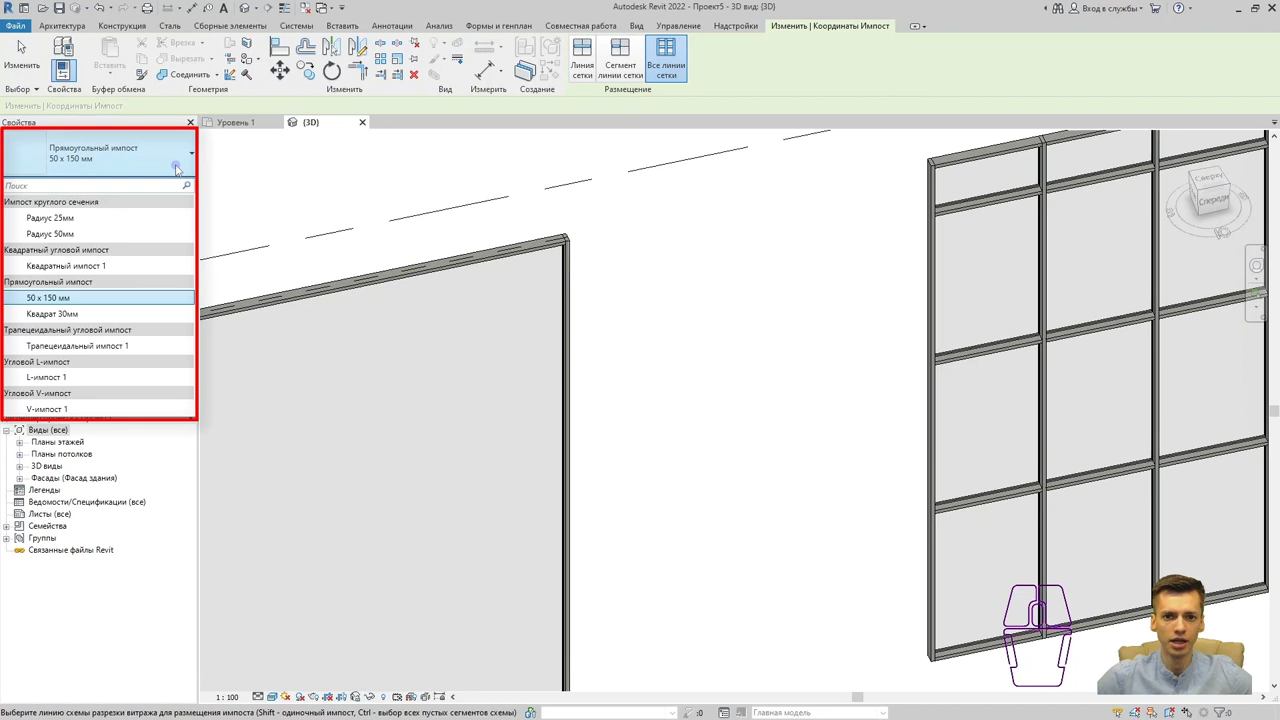 Autodesk Revit 2022 - Проект5 - 3D вид: {3D}
Вход в службы
Файл
Архитектура
Конструкция
Сталь
Сборные элементы
Системы
Вставить
Аннотации
Анализ
Формы и генплан
Совместная работа
Вид
Управление
Надстройки
Изменить | Координаты Импост
Изменить
Вставить
Врезка
Вырезать
Соединить
Линия сетки
Сегмент линии сетки
Все линии сетки
Выбор
Свойства
Буфер обмена
Геометрия
Изменить
Вид
Измерить
Создание
Размещение
Изменить | Координаты Импост
Свойства
Уровень 1
{3D}
Прямоугольный импост
50 x 150 мм
Поиск
Импост круглого сечения
Радиус 25мм
Радиус 50мм
Квадратный угловой импост
Квадратный импост 1
Прямоугольный импост
50 x 150 мм
Квадрат 30мм
Трапецеидальный угловой импост
Трапецеидальный импост 1
Угловой L-импост
L-импост 1
Угловой V-импост
V-импост 1
Виды (все)
Планы этажей
Планы потолков
3D виды
Фасады (Фасад здания)
Легенды
Ведомости/Спецификации (все)
Листы (все)
Семейства
Группы
Связанные файлы Revit
Сверху
Спереди
1 : 100
Выберите линию схемы разрезки витража для размещения импоста (Shift - одиночный импост, Ctrl - выбор всех пустых сегментов схемы)
:0
Главная модель
:0